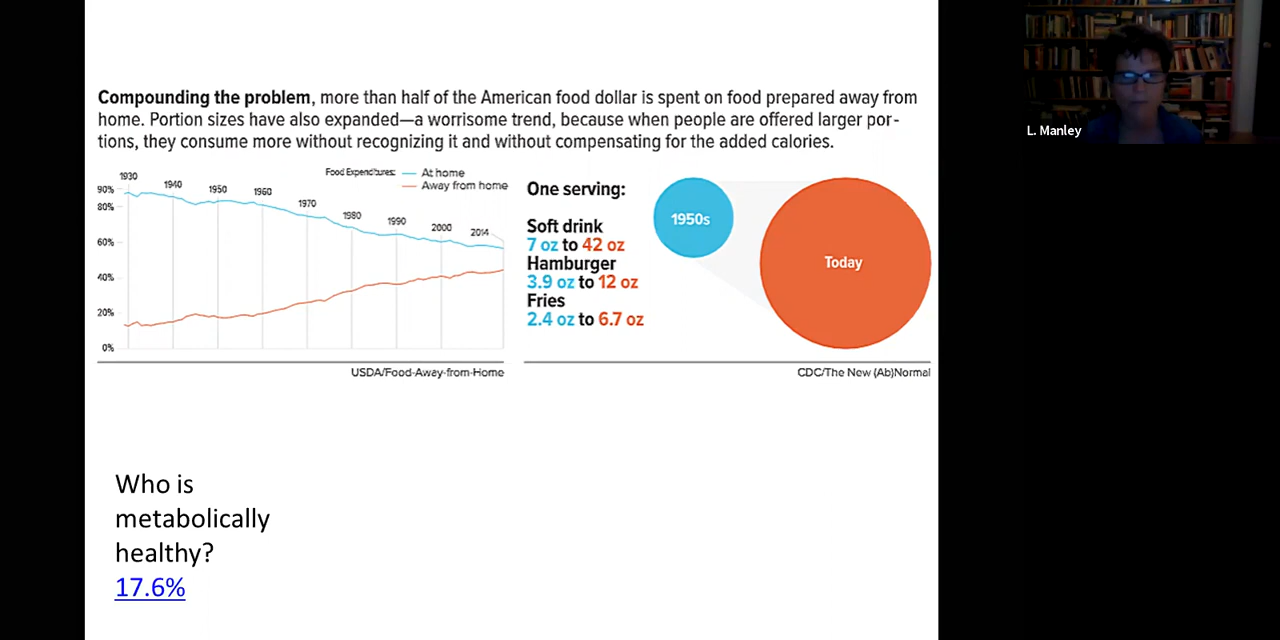 Compounding the problem, more than half of the American food dollar is spent on food prepared away from
home. Portion sizes have also expanded—a worrisome trend, because when people are offered larger por-
tions, they consume more without recognizing it and without compensating for the added calories.
Food Expenditures:
At home
Away from home
1930
1940
1950
1960
1970
1980
1990
2000
2014
90%
80%
60%
40%
20%
0%
USDA/Food-Away-from-Home
One serving:
Soft drink
7 oz to 42 oz
Hamburger
3.9 oz to 12 oz
Fries
2.4 oz to 6.7 oz
1950s
Today
CDC/The New (Ab)Normal
Who is
metabolically
healthy?
17.6%
L. Manley